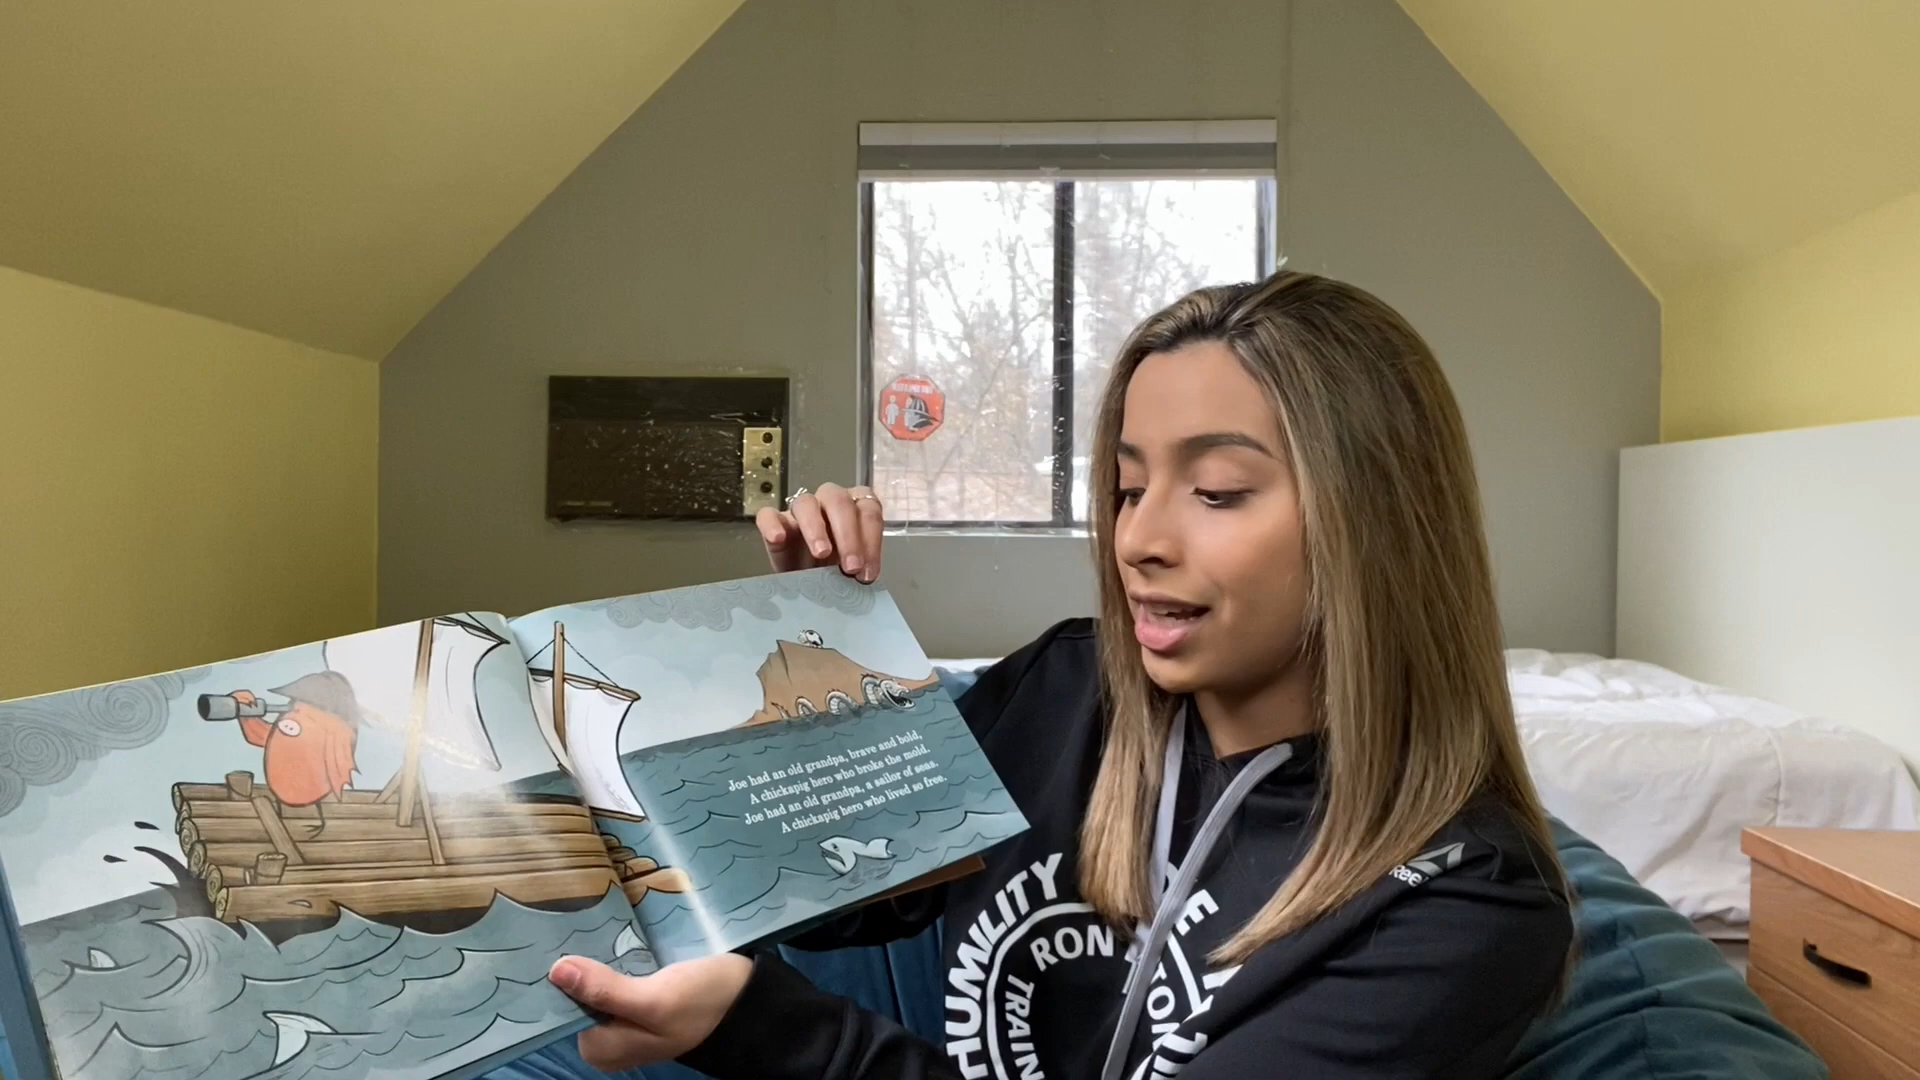 Joe had an old grandpa, brave and bold,
A chickapig hero who broke the mold.
Joe had an old grandpa, a sailor of seas.
A chickapig hero who lived so free.
HUMILITY
RON
TRAIN
Ree